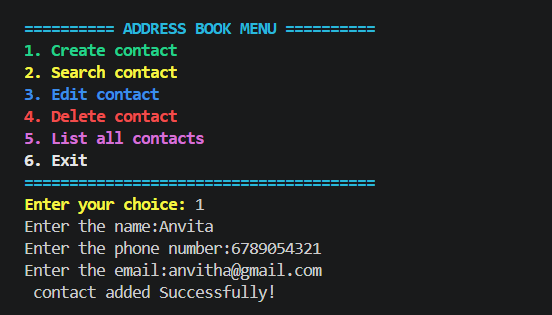 ========== ADDRESS BOOK MENU ==========
1. Create contact
2. Search contact
3. Edit contact
4. Delete contact
5. List all contacts
6. Exit
=======================================
Enter your choice: 1
Enter the name:Anvita
Enter the phone number:6789054321
Enter the email:anvitha@gmail.com
 contact added Successfully!